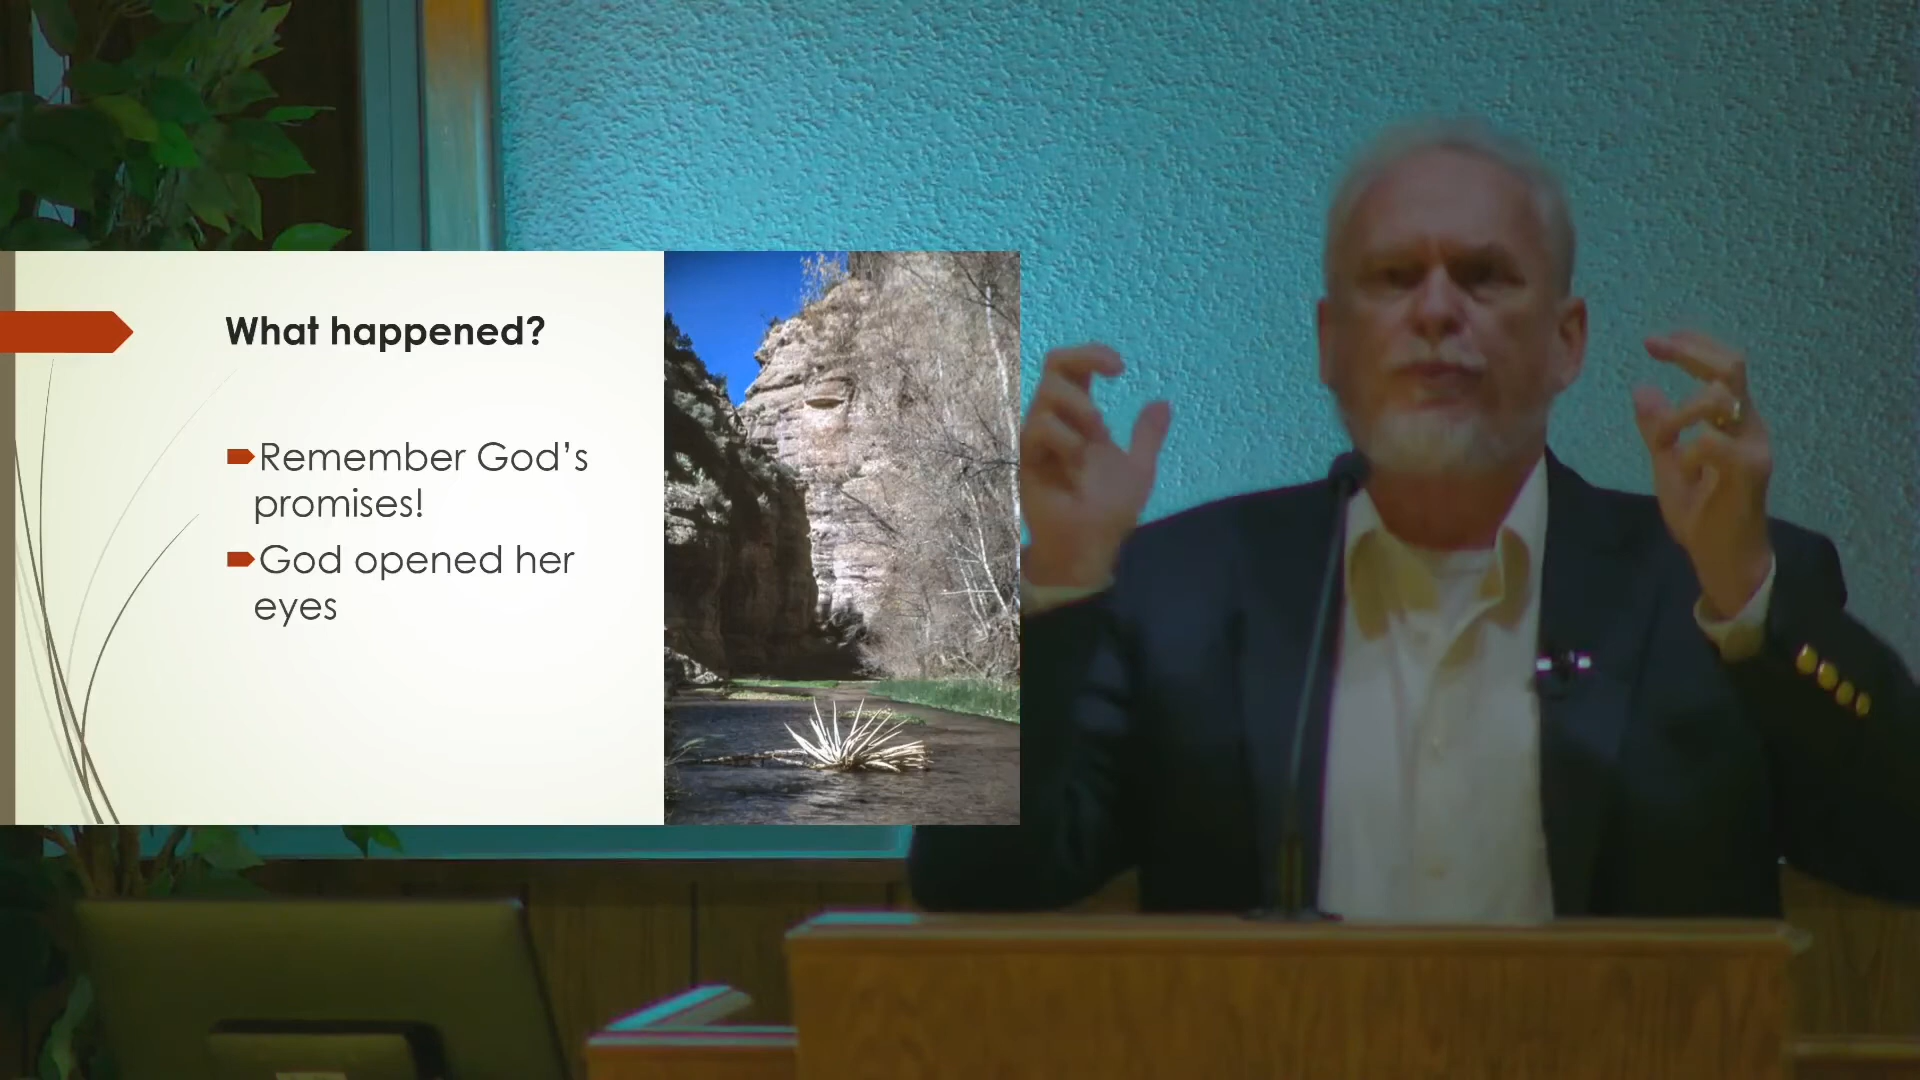 What happened?
Remember God's
promises!
God opened her
eyes